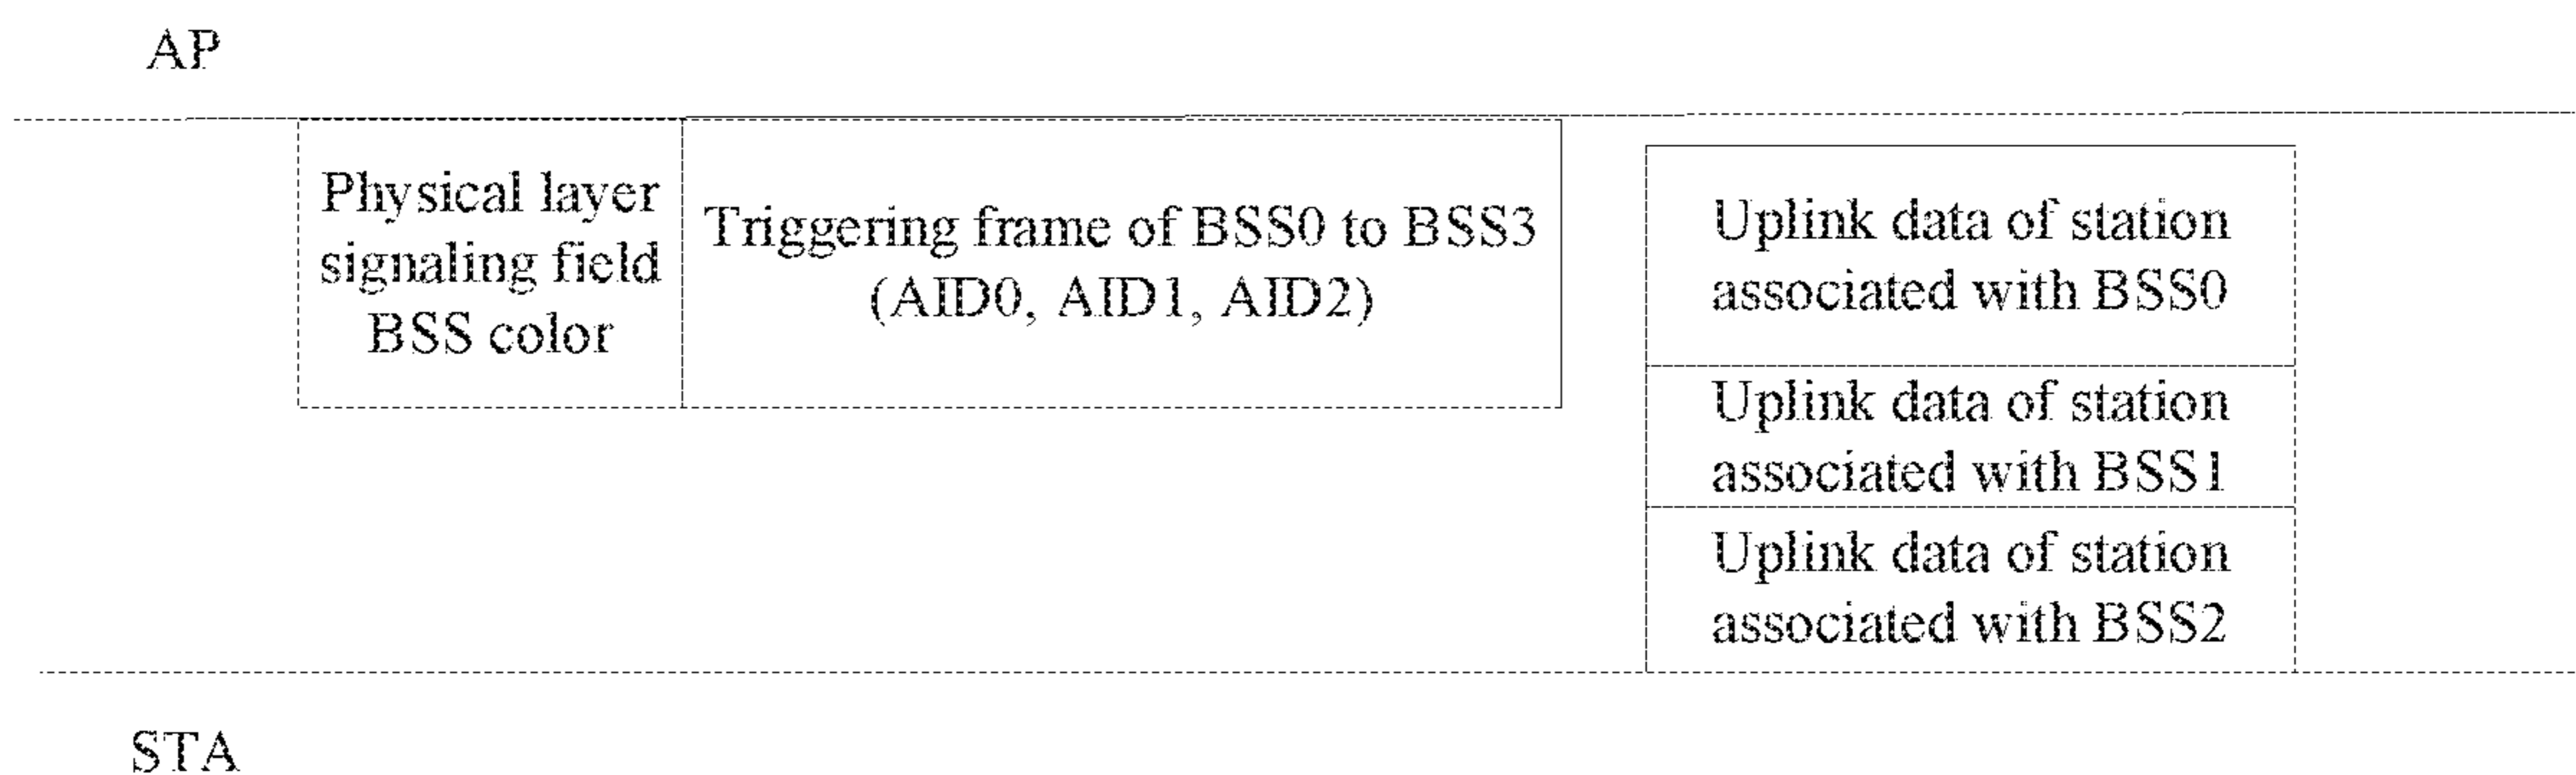 AP
Physical layer
signaling field
BSS color
Triggering frame of BSS0 to BSS3
(AID0, AID1, AID2)
Uplink data of station
associated with BSS0
Uplink data of station
associated with BSS1
Uplink data of station
associated with BSS2
STA